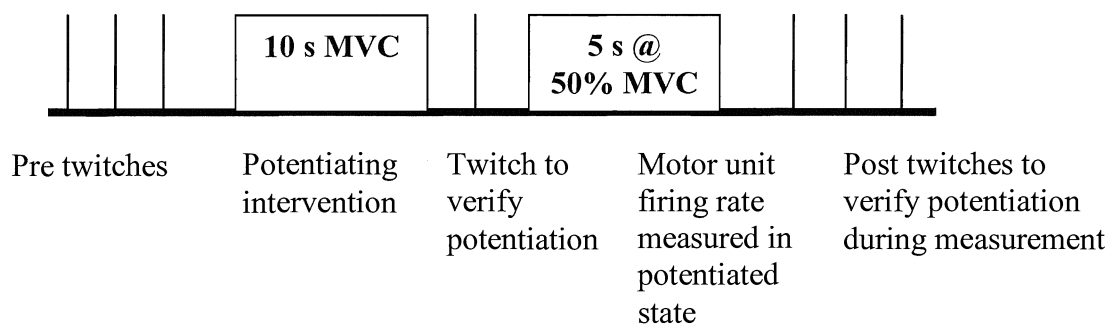 10 s MVC
5 s @
50% MVC
Pre twitches
Potentiating
intervention
Twitch to
verify
potentiation
Motor unit
firing rate
measured in
potentiated
state
Post twitches to
verify potentiation
during measurement